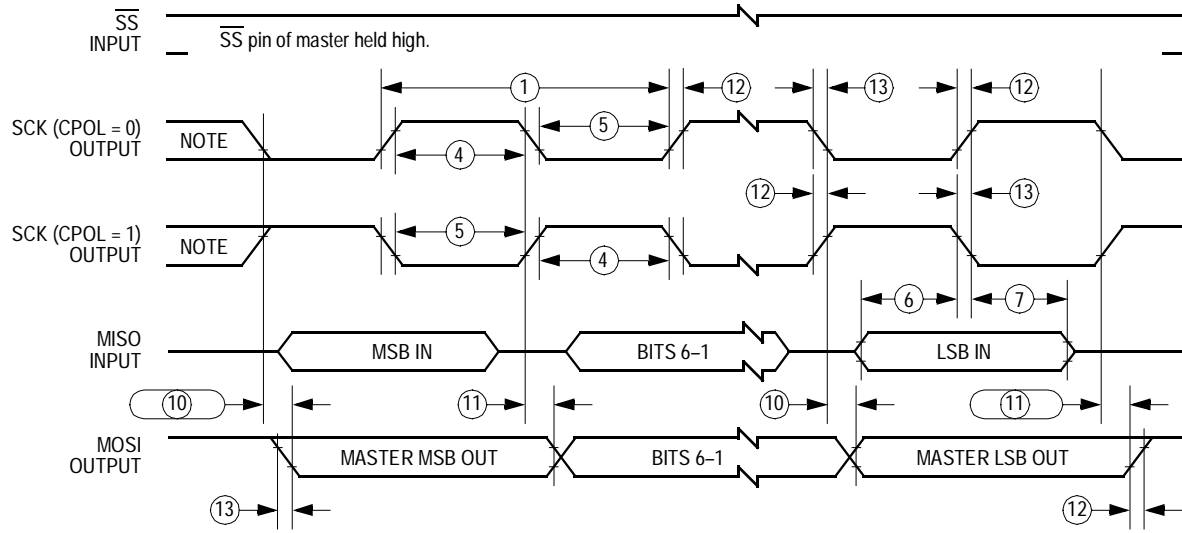 SS
INPUT
SS pin of master held high.
1
12
13
12
SCK (CPOL = 0)
OUTPUT
NOTE
5
4
12
13
SCK (CPOL = 1)
OUTPUT
NOTE
5
4
6
7
MISO
INPUT
MSB IN
BITS 6–1
LSB IN
10
11
10
11
MOSI
OUTPUT
MASTER MSB OUT
BITS 6–1
MASTER LSB OUT
13
12